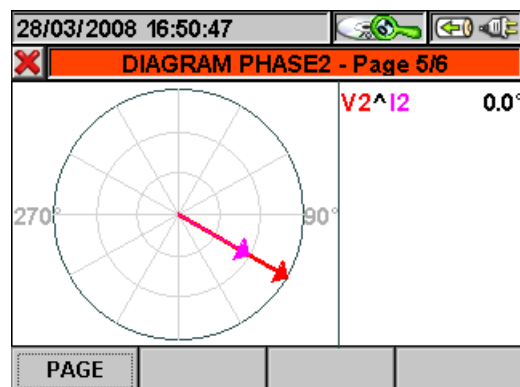 28/03/2008 16:50:47
DIAGRAM PHASE2 - Page 5/6
V2^I2 0.0°
270° 90°
PAGE